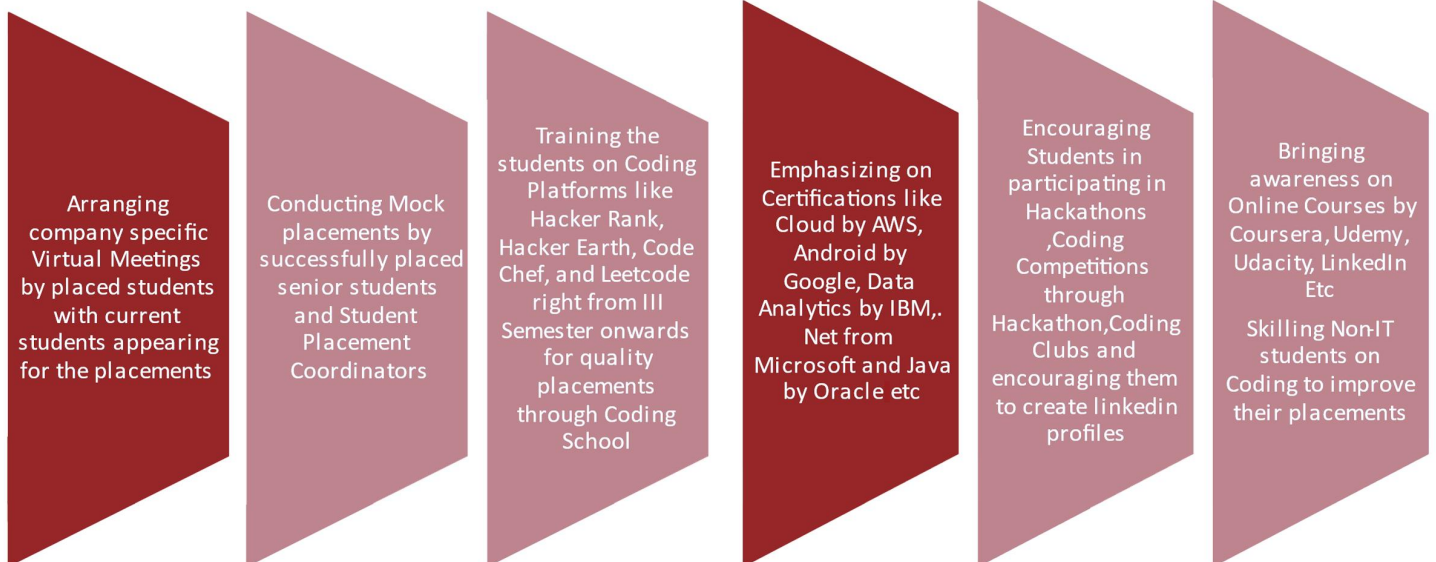 Arranging
company specific
Virtual Meetings
by placed students
with current
students appearing
for the placements
Conducting Mock
placements by
successfully placed
senior students
and Student
Placement
Coordinators
Training the
students on Coding
Platforms like
Hacker Rank,
Hacker Earth, Code
Chef, and Leetcode
right from III
Semester onwards
for quality
placements
through Coding
School
Emphasizing on
Certifications like
Cloud by AWS,
Android by
Google, Data
Analytics by IBM,.
Net from
Microsoft and Java
by Oracle etc
Encouraging
Students in
participating in
Hackathons
,Coding
Competitions
through
Hackathon,Coding
Clubs and
encouraging them
to create linkedin
profiles
Bringing
awareness on
Online Courses by
Coursera, Udemy,
Udacity, LinkedIn
Etc
Skilling Non-IT
students on
Coding to improve
their placements